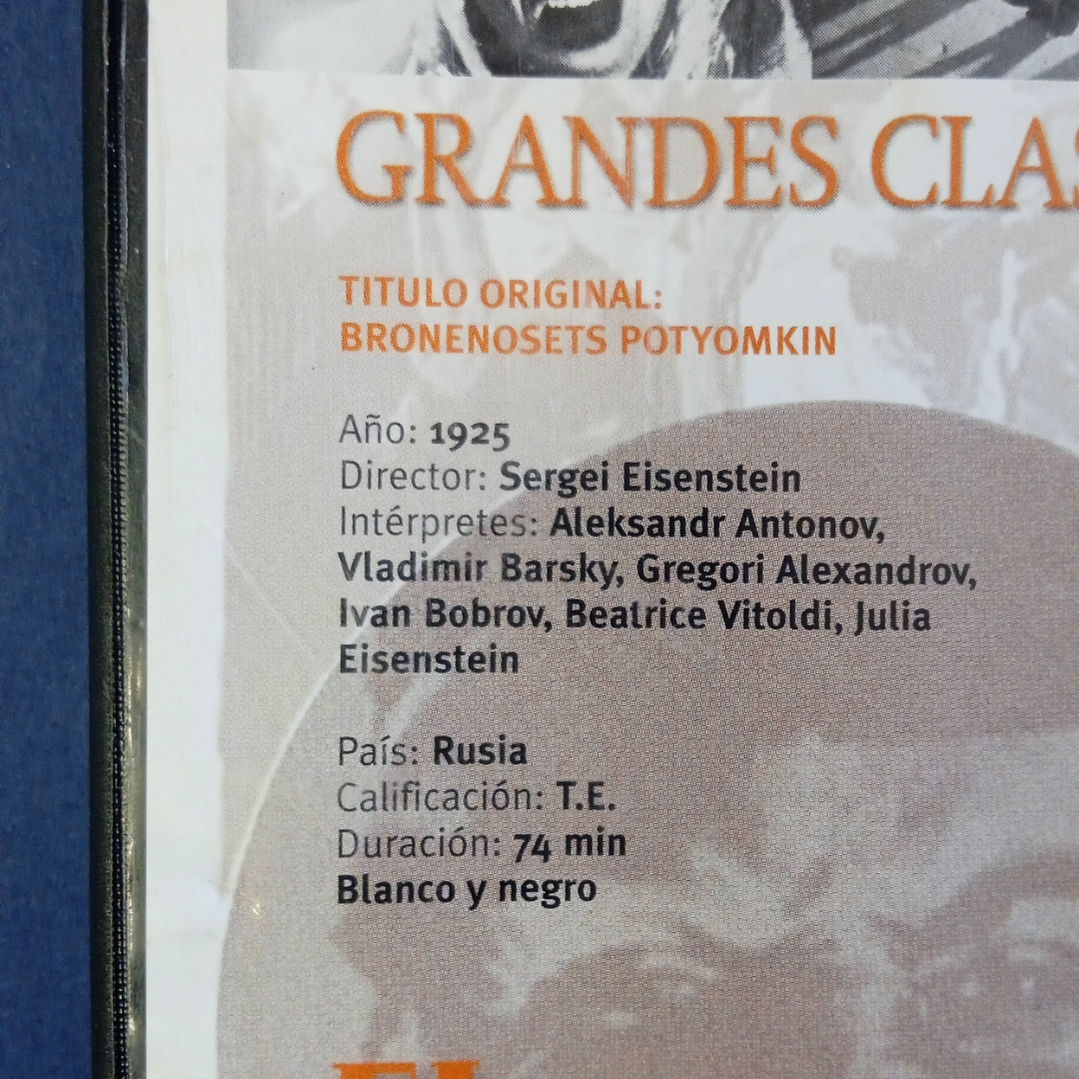 GRANDES CLAS
TITULO ORIGINAL:
BRONENOSETS POTYOMKIN
Año: 1925
Director: Sergei Eisenstein
Intérpretes: Aleksandr Antonov,
Vladimir Barsky, Gregori Alexandrov,
Ivan Bobrov, Beatrice Vitoldi, Julia
Eisenstein
País: Rusia
Calificación: T.E.
Duración: 74 min
Blanco y negro